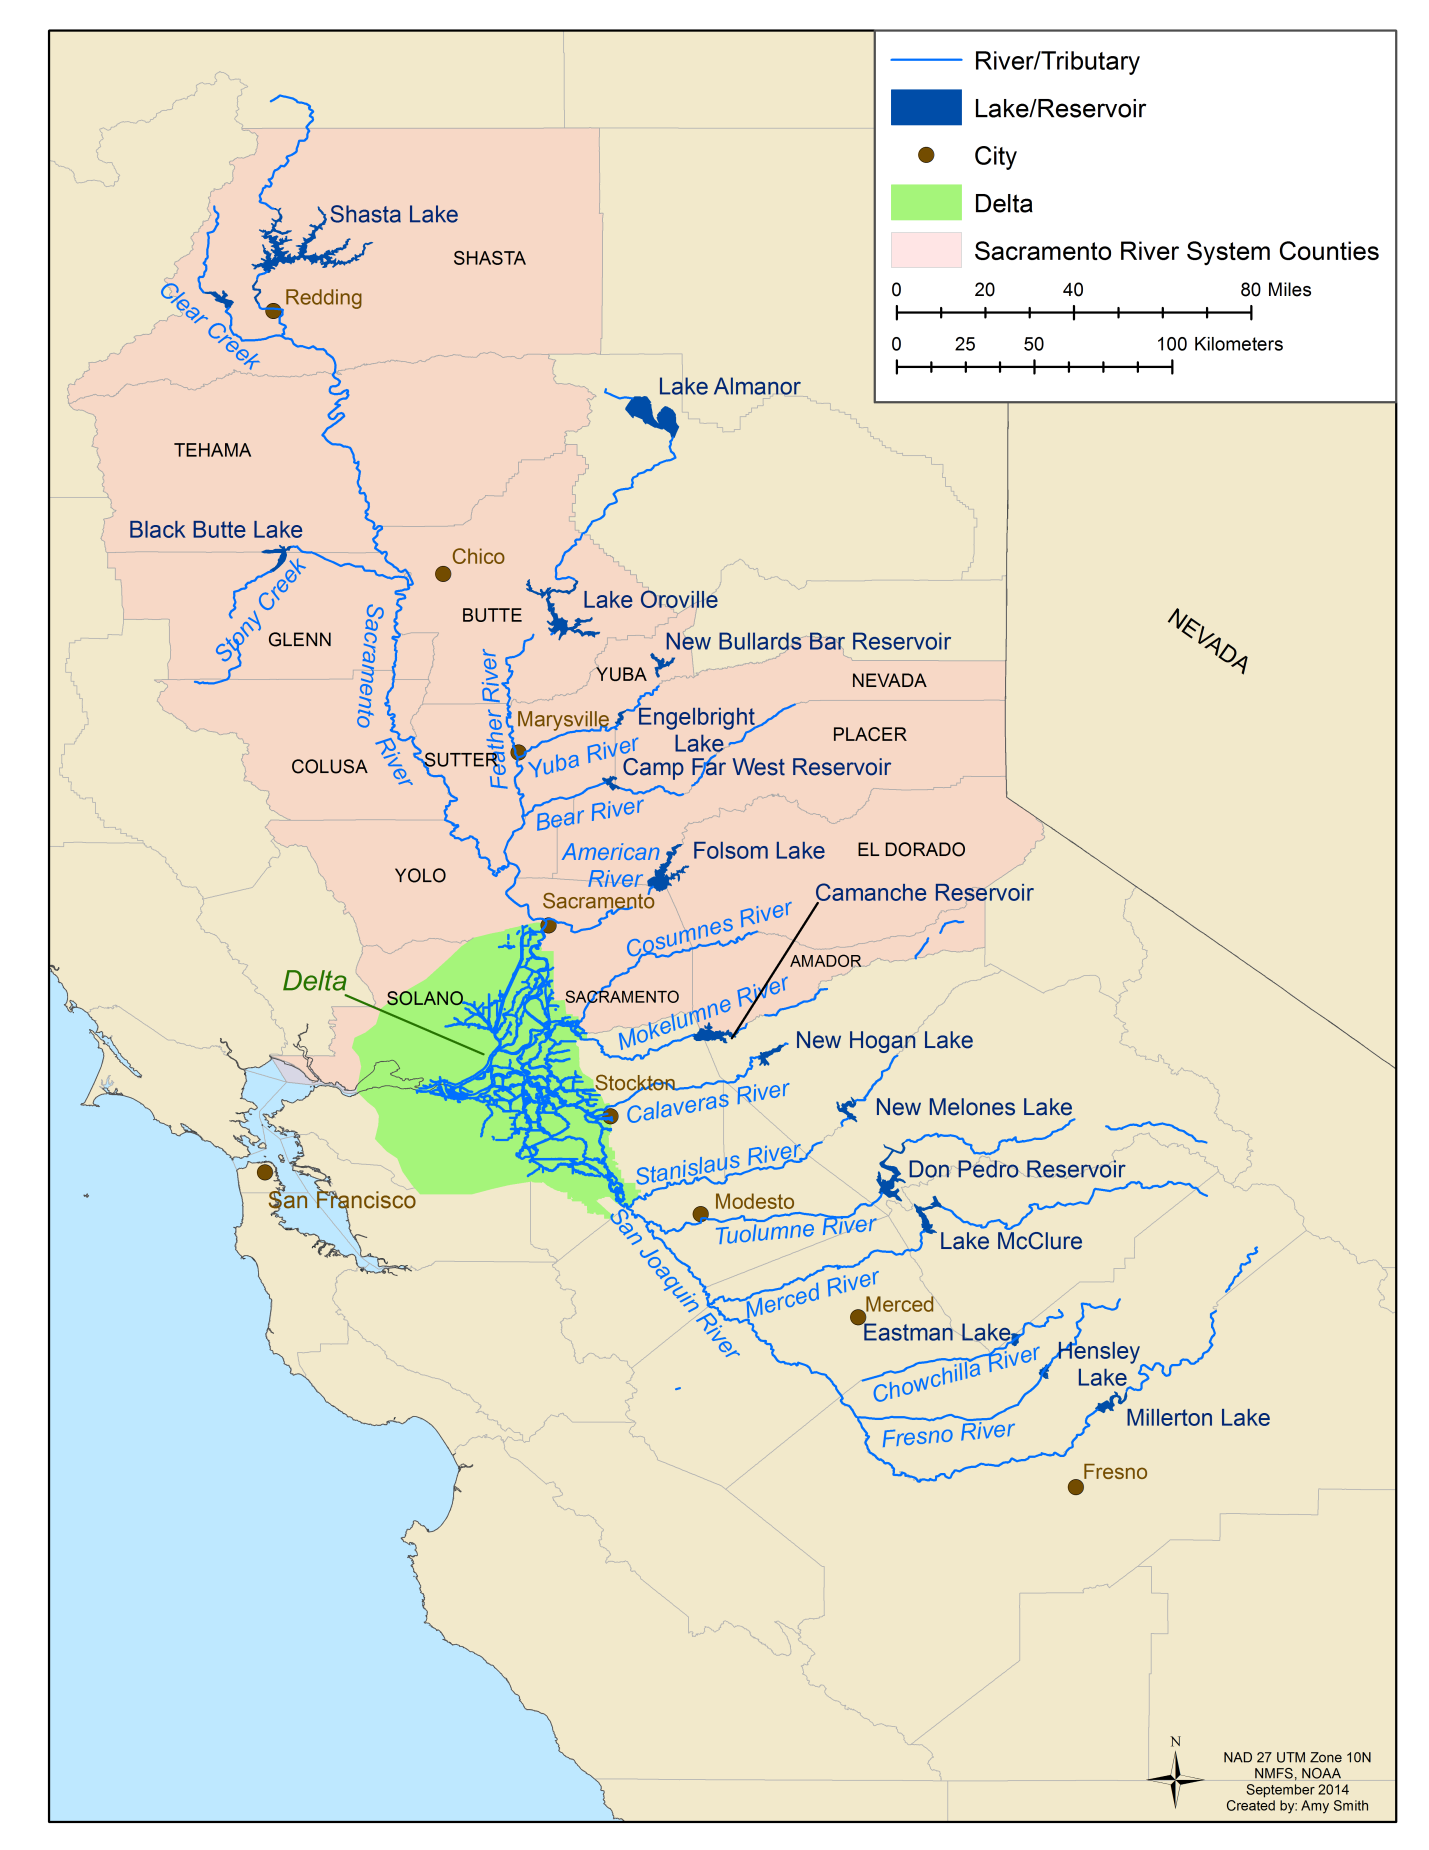 River/Tributary
Lake/Reservoir
City
Delta
Sacramento River System Counties
0 20 40 80 Miles
0 25 50 100 Kilometers
Shasta Lake
SHASTA
Redding
Clear Creek
Lake Almanor
TEHAMA
Black Butte Lake
Chico
Stony Creek
Lake Oroville
BUTTE
GLENN
Sacramento
River
New Bullards Bar Reservoir
NEVADA
YUBA
NEVADA
Feather River
Marysville
Engelbright
Lake
PLACER
COLUSA
SUTTER
Yuba River
Camp Far West Reservoir
Bear River
American
River
Folsom Lake
EL DORADO
YOLO
Camanche Reservoir
Sacramento
Cosumnes River
AMADOR
Delta
SOLANO
SACRAMENTO
Mokelumne River
New Hogan Lake
Stockton
Calaveras River
New Melones Lake
Stanislaus River
Don Pedro Reservoir
San Francisco
Modesto
Tuolumne River
San Joaquin River
Lake McClure
Merced River
Merced
Eastman Lake
Chowchilla River
Hensley
Lake
Fresno River
Millerton Lake
Fresno
N
NAD 27 UTM Zone 10N
NMFS, NOAA
September 2014
Created by: Amy Smith